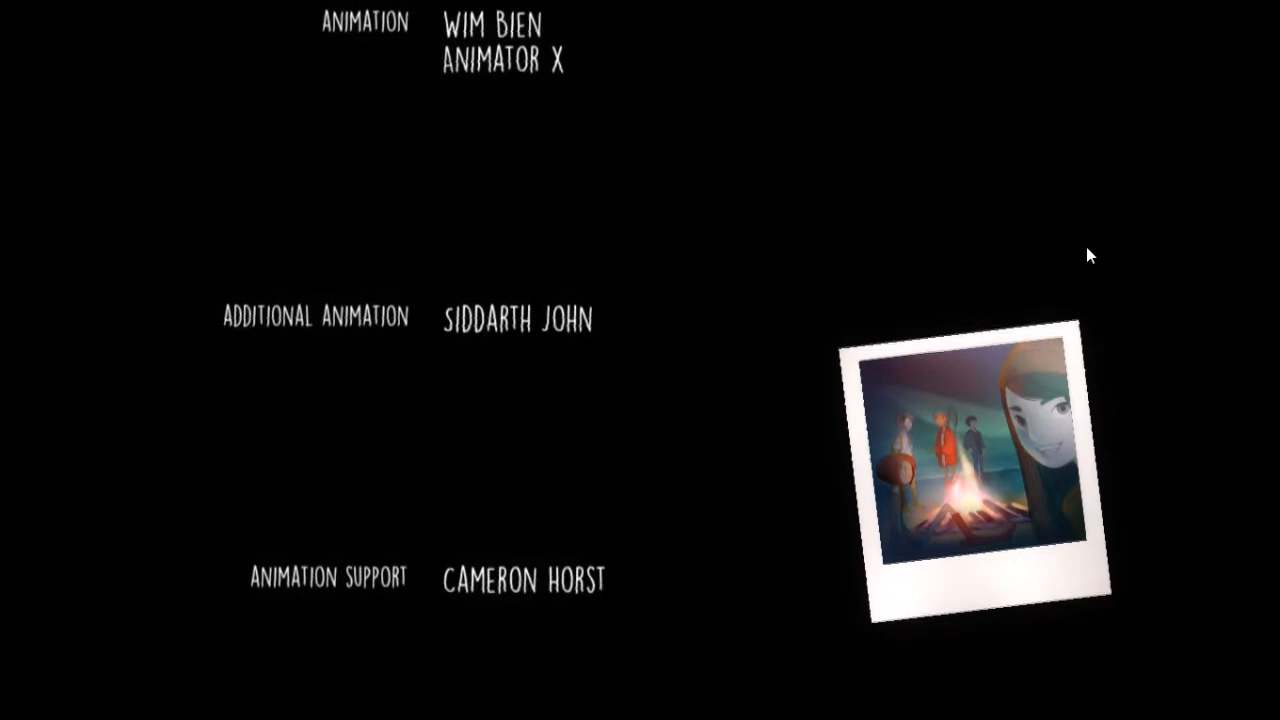 ANIMATION WIM BIEN
ANIMATOR X
ADDITIONAL ANIMATION SIDDARTH JOHN
ANIMATION SUPPORT CAMERON HORST